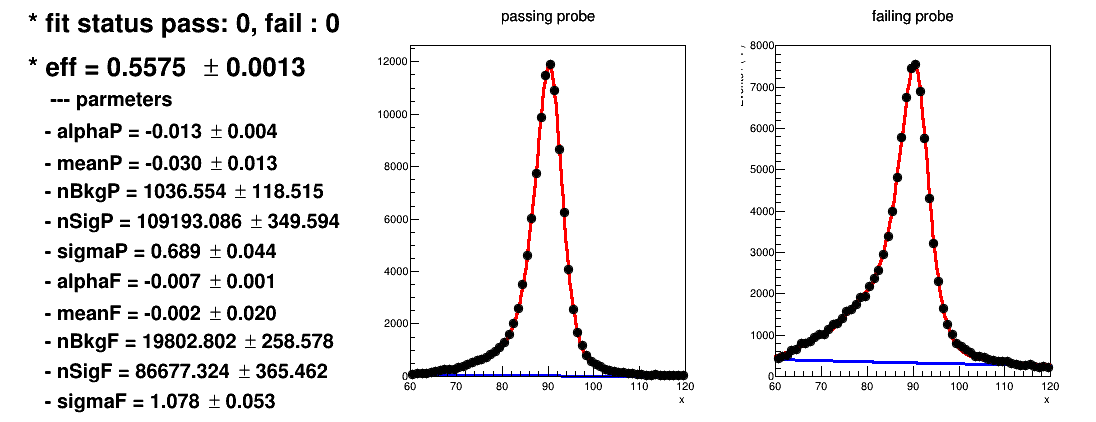 * fit status pass: 0, fail : 0
* eff = 0.5575 ± 0.0013
--- parmeters
- alphaP = -0.013 ± 0.004
- meanP = -0.030 ± 0.013
- nBkgP = 1036.554 ± 118.515
- nSigP = 109193.086 ± 349.594
- sigmaP = 0.689 ± 0.044
- alphaF = -0.007 ± 0.001
- meanF = -0.002 ± 0.020
- nBkgF = 19802.802 ± 258.578
- nSigF = 86677.324 ± 365.462
- sigmaF = 1.078 ± 0.053
passing probe
12000
10000
8000
6000
4000
2000
0
60 70 80 90 100 110 120
x
failing probe
8000
7000
6000
5000
4000
3000
2000
1000
0
60 70 80 90 100 110 120
x